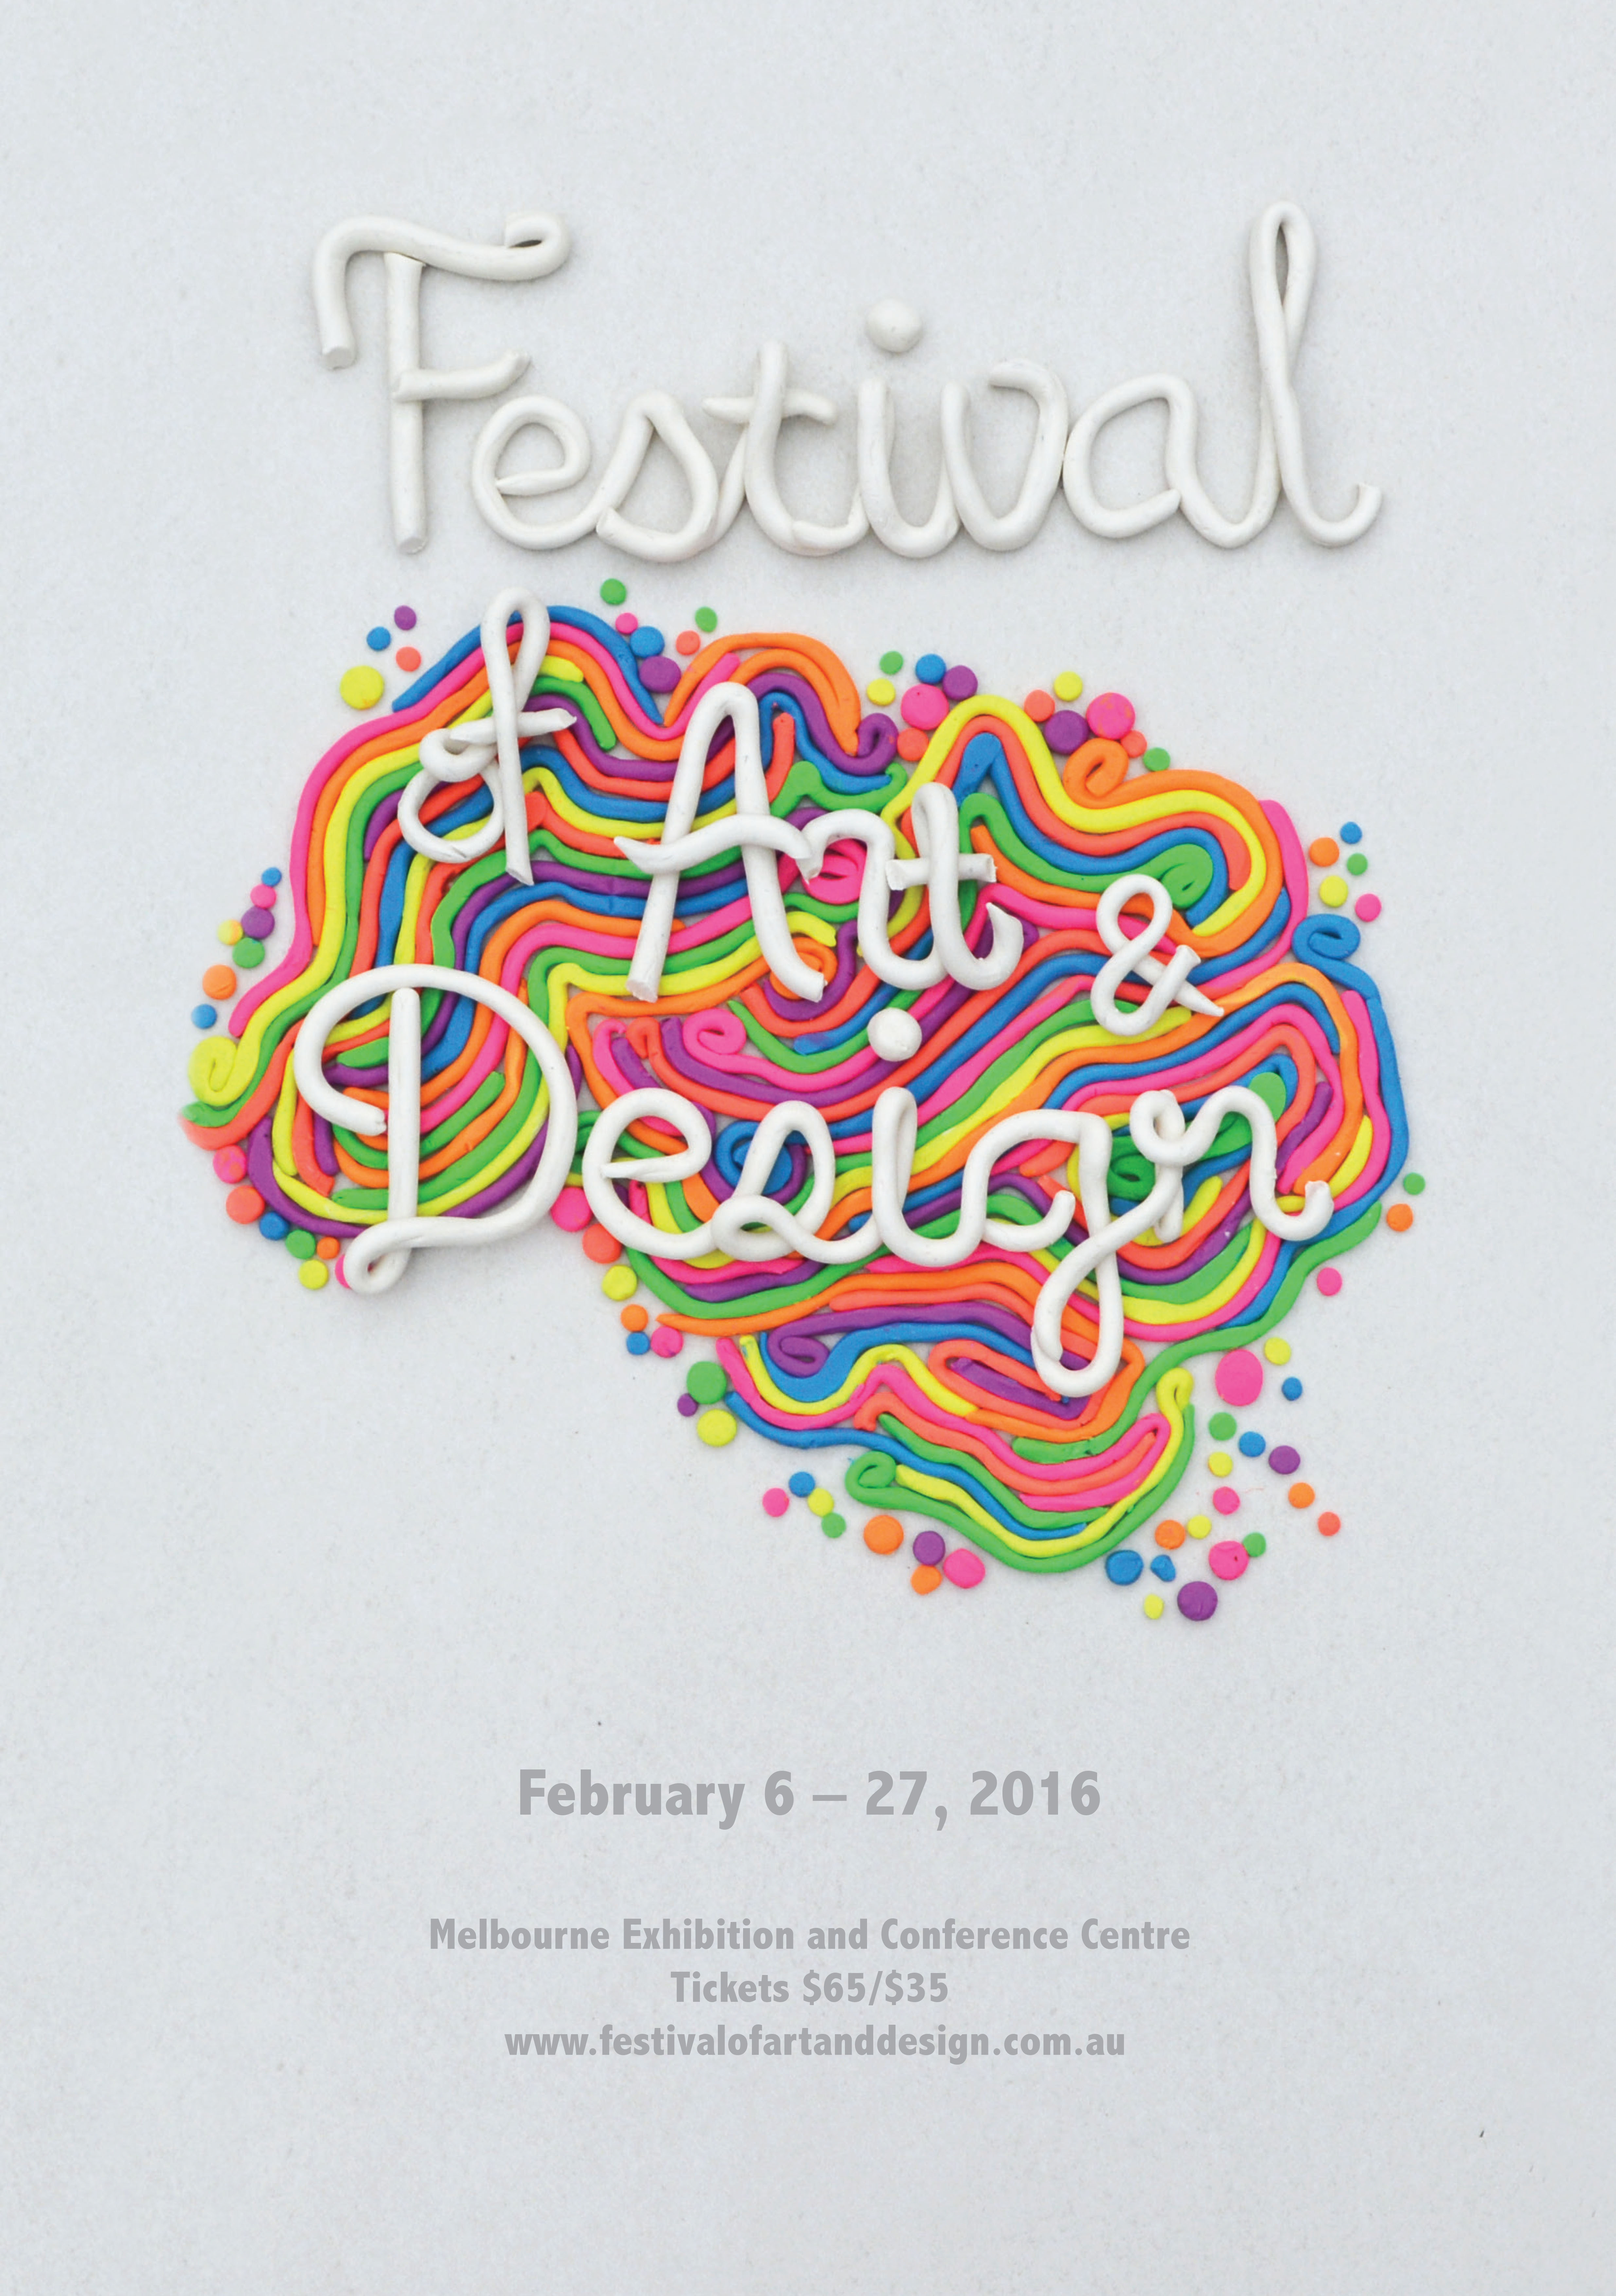 Festival
of Art &
Design
February 6 – 27, 2016
Melbourne Exhibition and Conference Centre
Tickets $65/$35
www.festivalofartanddesign.com.au